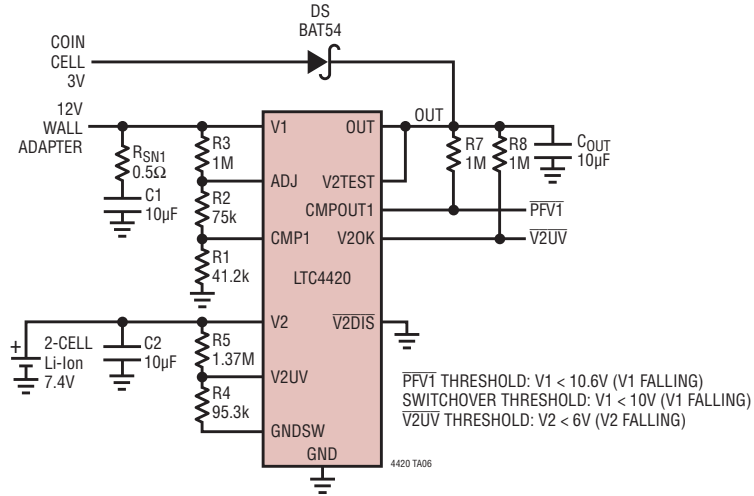 DS
BAT54
COIN
CELL
3V
12V
WALL
ADAPTER
RSN1
0.5Ω
C1
10µF
R3
1M
R2
75k
R1
41.2k
V1
OUT
ADJ
V2TEST
CMPOUT1
CMP1
V2OK
LTC4420
V2
V2DIS
V2UV
GNDSW
GND
OUT
R7
1M
R8
1M
COUT
10µF
PFV1
V2UV
+
2-CELL
Li-Ion
7.4V
C2
10µF
R5
1.37M
R4
95.3k
PFV1 THRESHOLD: V1 < 10.6V (V1 FALLING)
SWITCHOVER THRESHOLD: V1 < 10V (V1 FALLING)
V2UV THRESHOLD: V2 < 6V (V2 FALLING)
4420 TA06